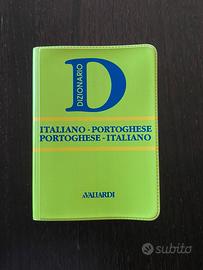 DIZIONARIO
D
ITALIANO - PORTOGHESE
PORTOGHESE - ITALIANO
A.VALLARDI
subito